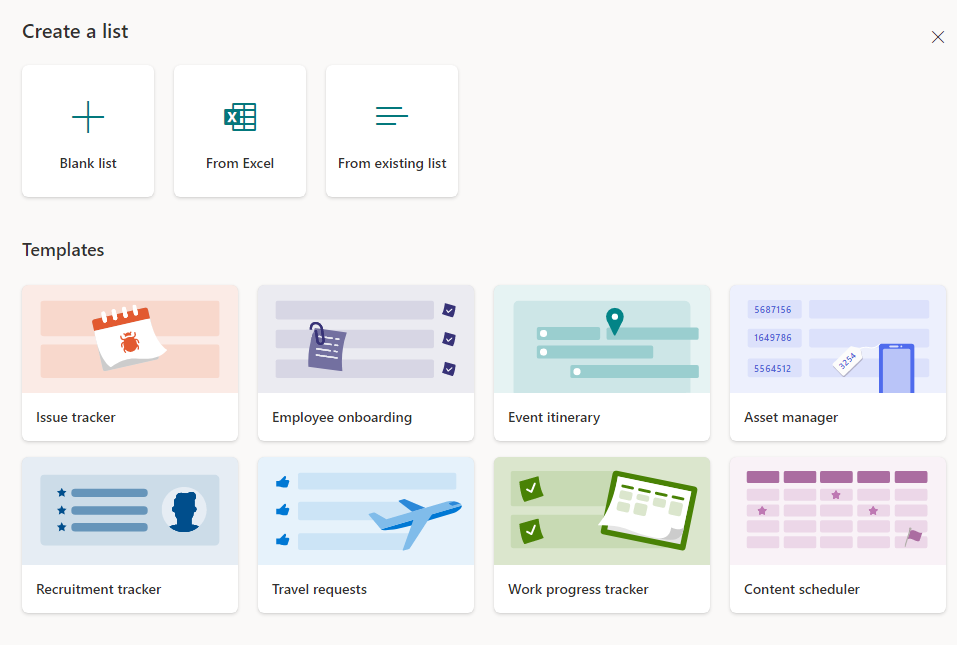 Create a list
Blank list
From Excel
From existing list
Templates
5687156
1649786
5564512
3254
Issue tracker
Employee onboarding
Event itinerary
Asset manager
Recruitment tracker
Travel requests
Work progress tracker
Content scheduler